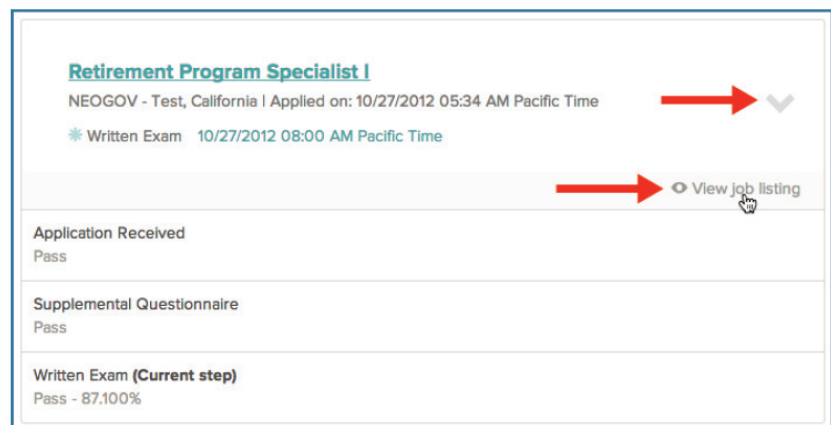 Retirement Program Specialist I
NEOGOV - Test, California | Applied on: 10/27/2012 05:34 AM Pacific Time
Written Exam 10/27/2012 08:00 AM Pacific Time
View job listing
Application Received
Pass
Supplemental Questionnaire
Pass
Written Exam (Current step)
Pass - 87.100%